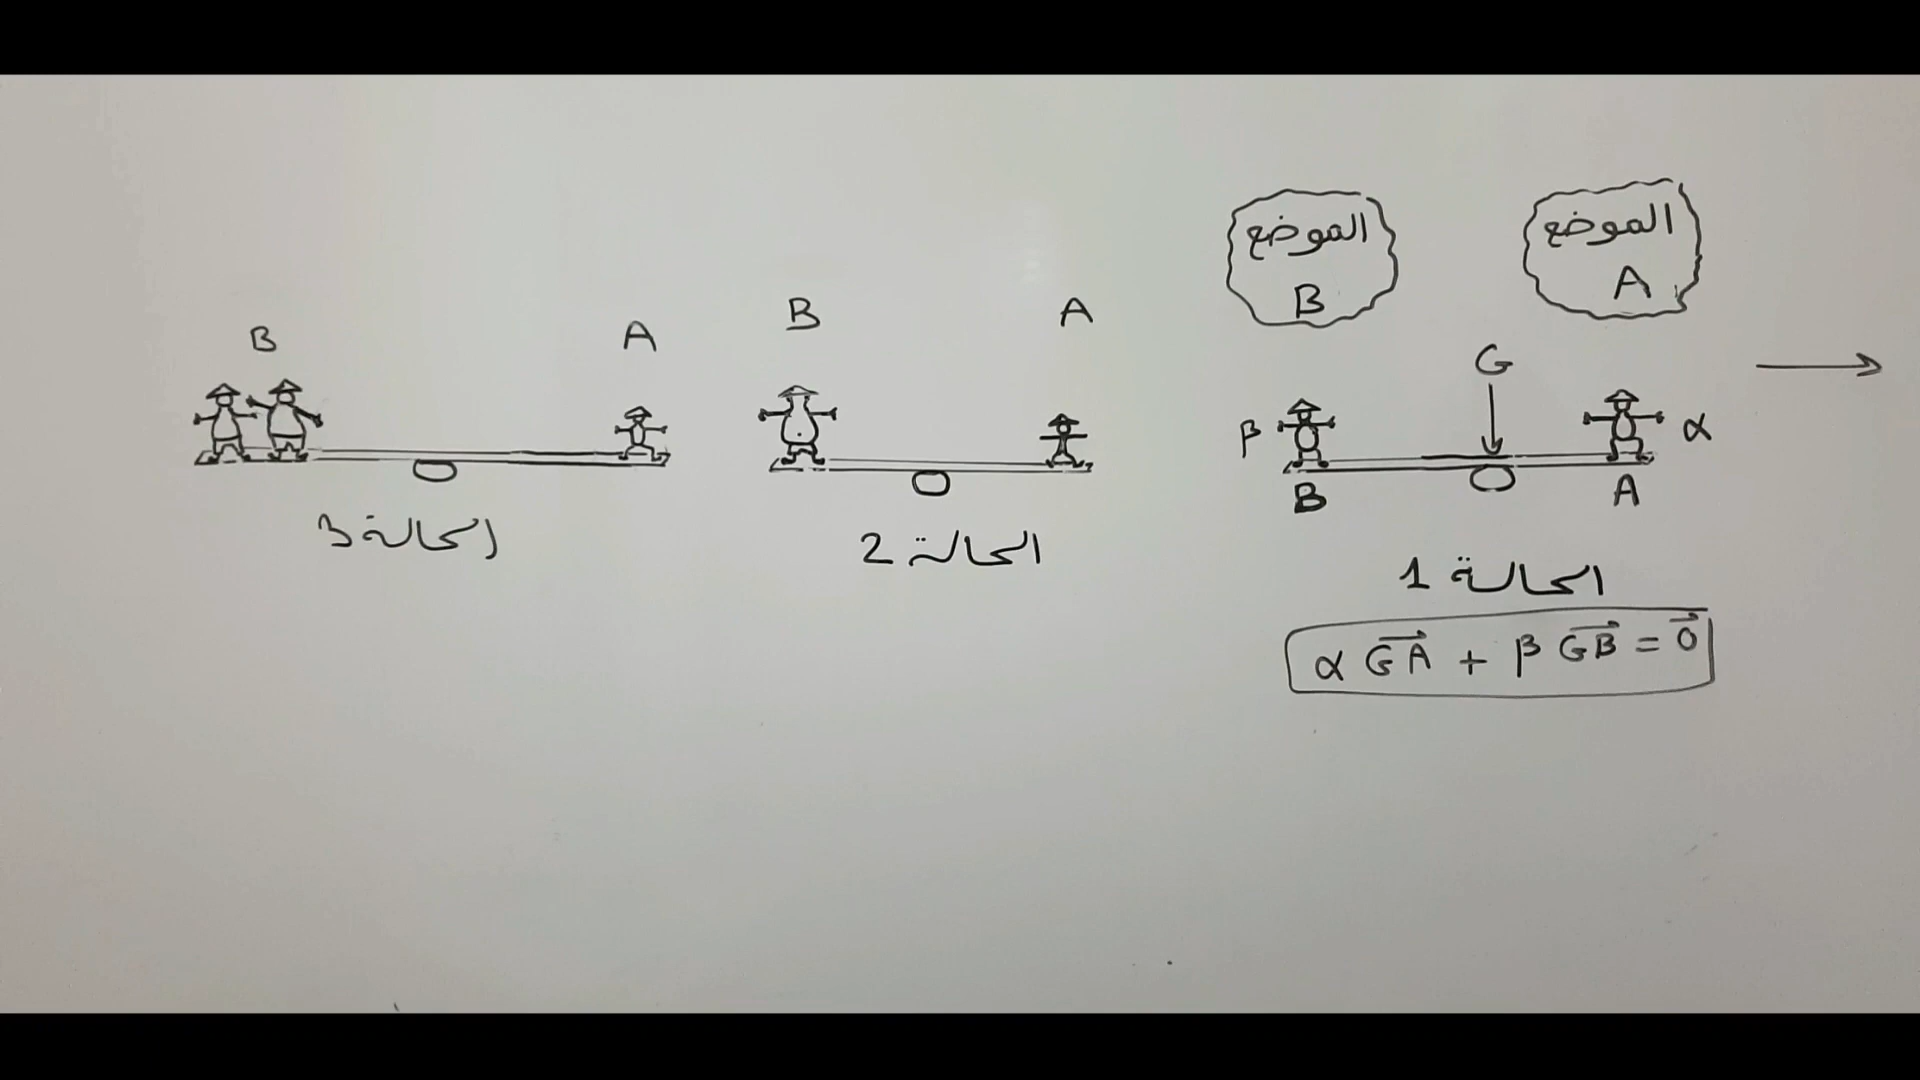 الموضع A
الموضع B
G
α
β
A
B
الحالة 1
α GA⃗ + β GB⃗ = 0⃗
A
B
الحالة 2
A
B
الحالة 3